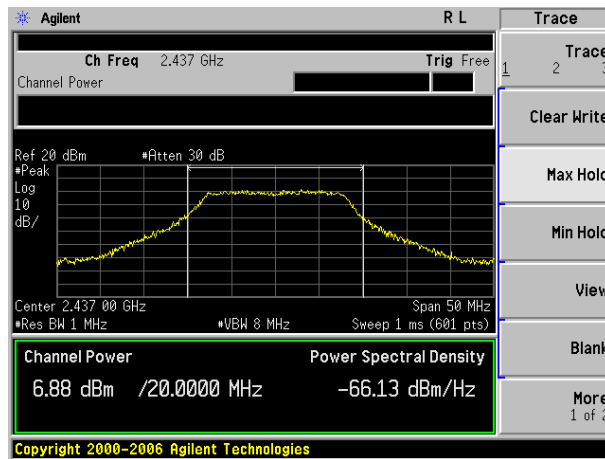 Agilent R L Trace
Ch Freq 2.437 GHz Trig Free
Channel Power
Trace
1 2 3
Clear Write
Max Hold
Min Hold
View
Blank
More
1 of 2
Ref 20 dBm #Atten 30 dB
#Peak
Log
10
dB/
Center 2.437 00 GHz Span 50 MHz
#Res BW 1 MHz #VBW 8 MHz Sweep 1 ms (601 pts)
Channel Power Power Spectral Density
6.88 dBm /20.0000 MHz -66.13 dBm/Hz
Copyright 2000-2006 Agilent Technologies